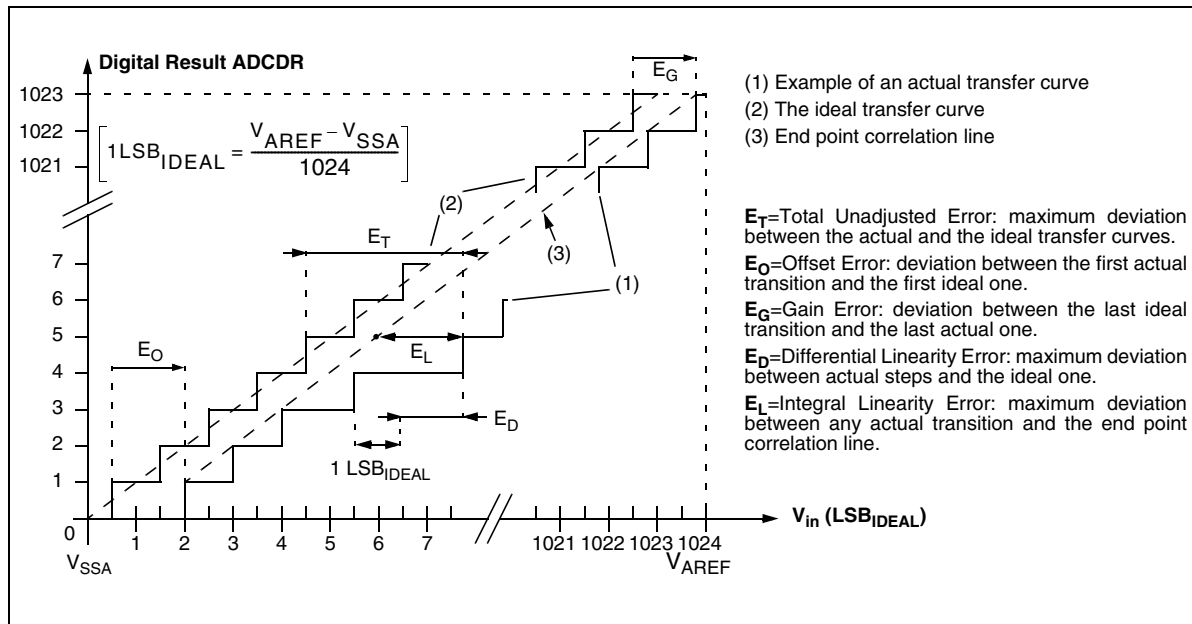 Digital Result ADCDR
E_G
(1) Example of an actual transfer curve
(2) The ideal transfer curve
(3) End point correlation line
1023
1022
1021
[1LSB_IDEAL = (V_AREF – V_SSA) / 1024]
(2)
E_T
(3)
(1)
E_T=Total Unadjusted Error: maximum deviation
between the actual and the ideal transfer curves.
E_O=Offset Error: deviation between the first actual
transition and the first ideal one.
E_G=Gain Error: deviation between the last ideal
transition and the last actual one.
E_D=Differential Linearity Error: maximum deviation
between actual steps and the ideal one.
E_L=Integral Linearity Error: maximum deviation
between any actual transition and the end point
correlation line.
7
6
5
4
3
2
1
0
E_O
E_L
E_D
1 LSB_IDEAL
1 2 3 4 5 6 7 1021 1022 1023 1024
V_in (LSB_IDEAL)
V_SSA
V_AREF